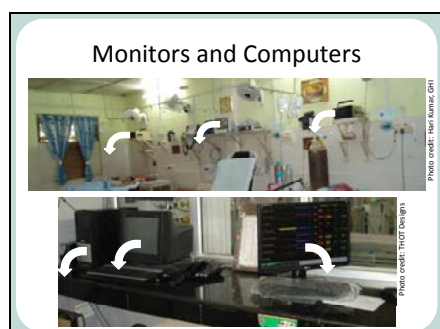 Monitors and Computers
Photo credit: Hari Kumar, GHI
Photo credit: THOT Designs